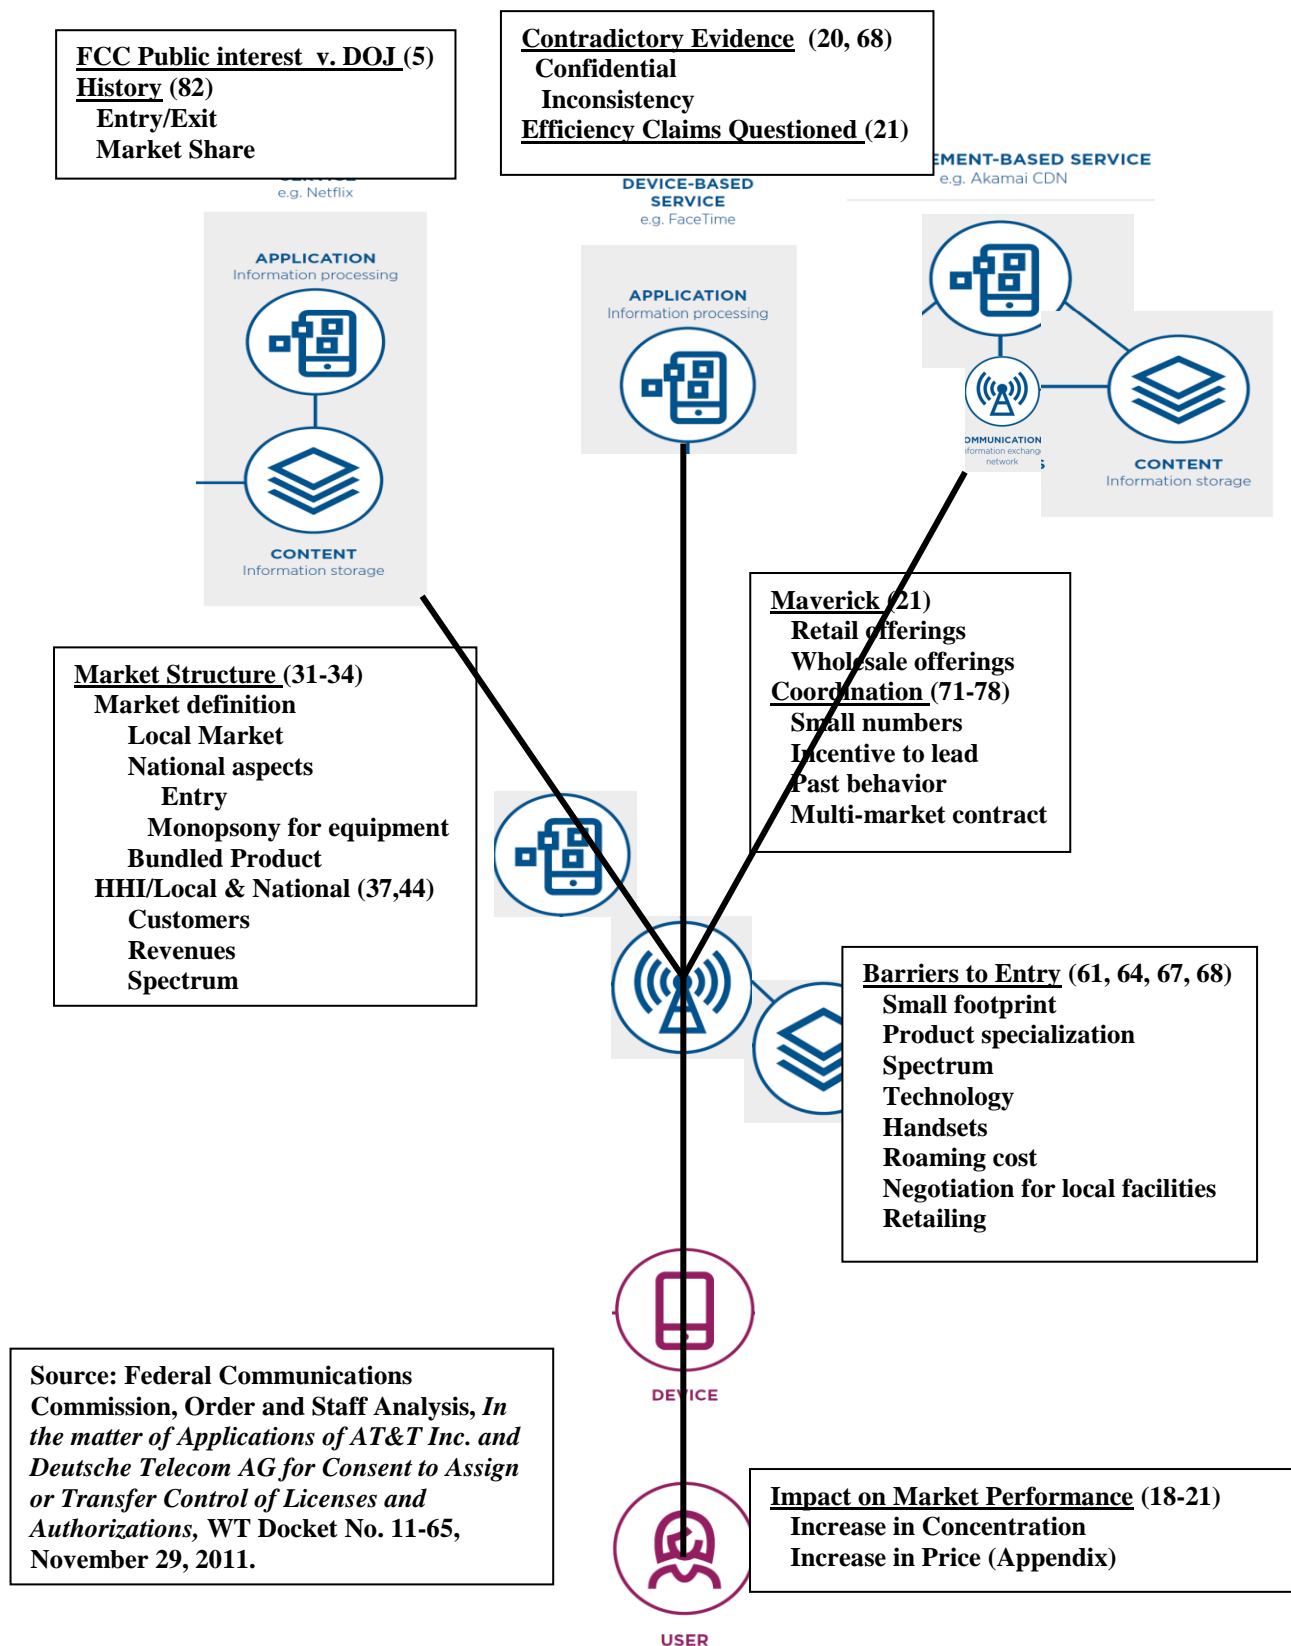 FCC Public interest v. DOJ (5)
History (82)
Entry/Exit
Market Share
Contradictory Evidence (20, 68)
Confidential
Inconsistency
Efficiency Claims Questioned (21)
e.g. Netflix
APPLICATION
Information processing
CONTENT
Information storage
DEVICE-BASED
SERVICE
e.g. FaceTime
APPLICATION
Information processing
EMENT-BASED SERVICE
e.g. Akamai CDN
OMMUNICATION
nformation exchang
network
S
CONTENT
Information storage
Maverick (21)
Retail offerings
Wholesale offerings
Coordination (71-78)
Small numbers
Incentive to lead
Past behavior
Multi-market contract
Market Structure (31-34)
Market definition
Local Market
National aspects
Entry
Monopsony for equipment
Bundled Product
HHI/Local & National (37,44)
Customers
Revenues
Spectrum
Barriers to Entry (61, 64, 67, 68)
Small footprint
Product specialization
Spectrum
Technology
Handsets
Roaming cost
Negotiation for local facilities
Retailing
DEVICE
Source: Federal Communications
Commission, Order and Staff Analysis, In
the matter of Applications of AT&T Inc. and
Deutsche Telecom AG for Consent to Assign
or Transfer Control of Licenses and
Authorizations, WT Docket No. 11-65,
November 29, 2011.
Impact on Market Performance (18-21)
Increase in Concentration
Increase in Price (Appendix)
USER